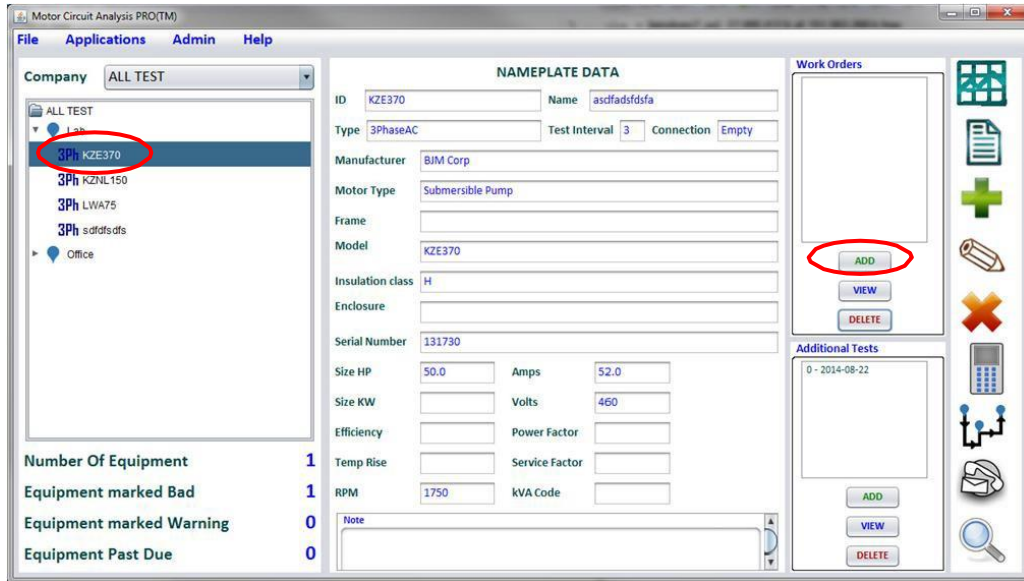 Motor Circuit Analysis PRO(TM)
File Applications Admin Help
Company ALL TEST
ALL TEST
Lab
3Ph KZE370
3Ph KZNL150
3Ph LWA75
3Ph sdfdfsdfs
Office
Number Of Equipment 1
Equipment marked Bad 1
Equipment marked Warning 0
Equipment Past Due 0
NAMEPLATE DATA
ID KZE370 Name asdfadsfdsfa
Type 3PhaseAC Test Interval 3 Connection Empty
Manufacturer BJM Corp
Motor Type Submersible Pump
Frame
Model KZE370
Insulation class H
Enclosure
Serial Number 131730
Size HP 50.0 Amps 52.0
Size KW Volts 460
Efficiency Power Factor
Temp Rise Service Factor
RPM 1750 kVA Code
Note
Work Orders
ADD
VIEW
DELETE
Additional Tests
0 - 2014-08-22
ADD
VIEW
DELETE